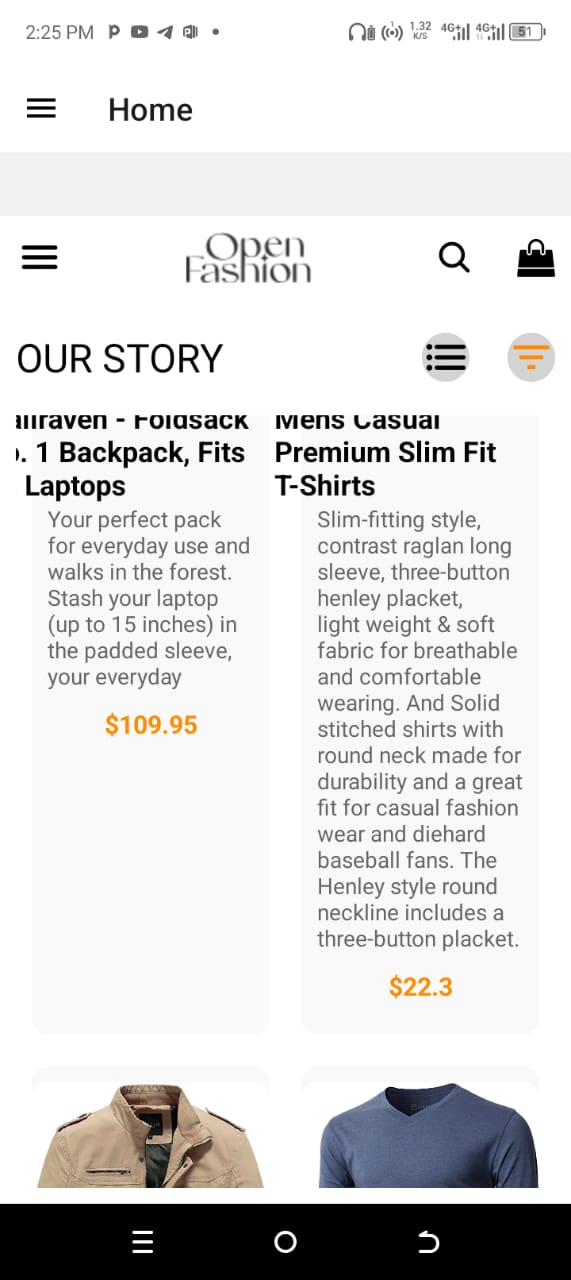 2:25 PM
1.32
K/S
4G+
4G+
51
Home
Open
Fashion
OUR STORY
allraven - Foldsack
. 1 Backpack, Fits
Laptops
Your perfect pack
for everyday use and
walks in the forest.
Stash your laptop
(up to 15 inches) in
the padded sleeve,
your everyday
$109.95
Mens Casual
Premium Slim Fit
T-Shirts
Slim-fitting style,
contrast raglan long
sleeve, three-button
henley placket,
light weight & soft
fabric for breathable
and comfortable
wearing. And Solid
stitched shirts with
round neck made for
durability and a great
fit for casual fashion
wear and diehard
baseball fans. The
Henley style round
neckline includes a
three-button placket.
$22.3